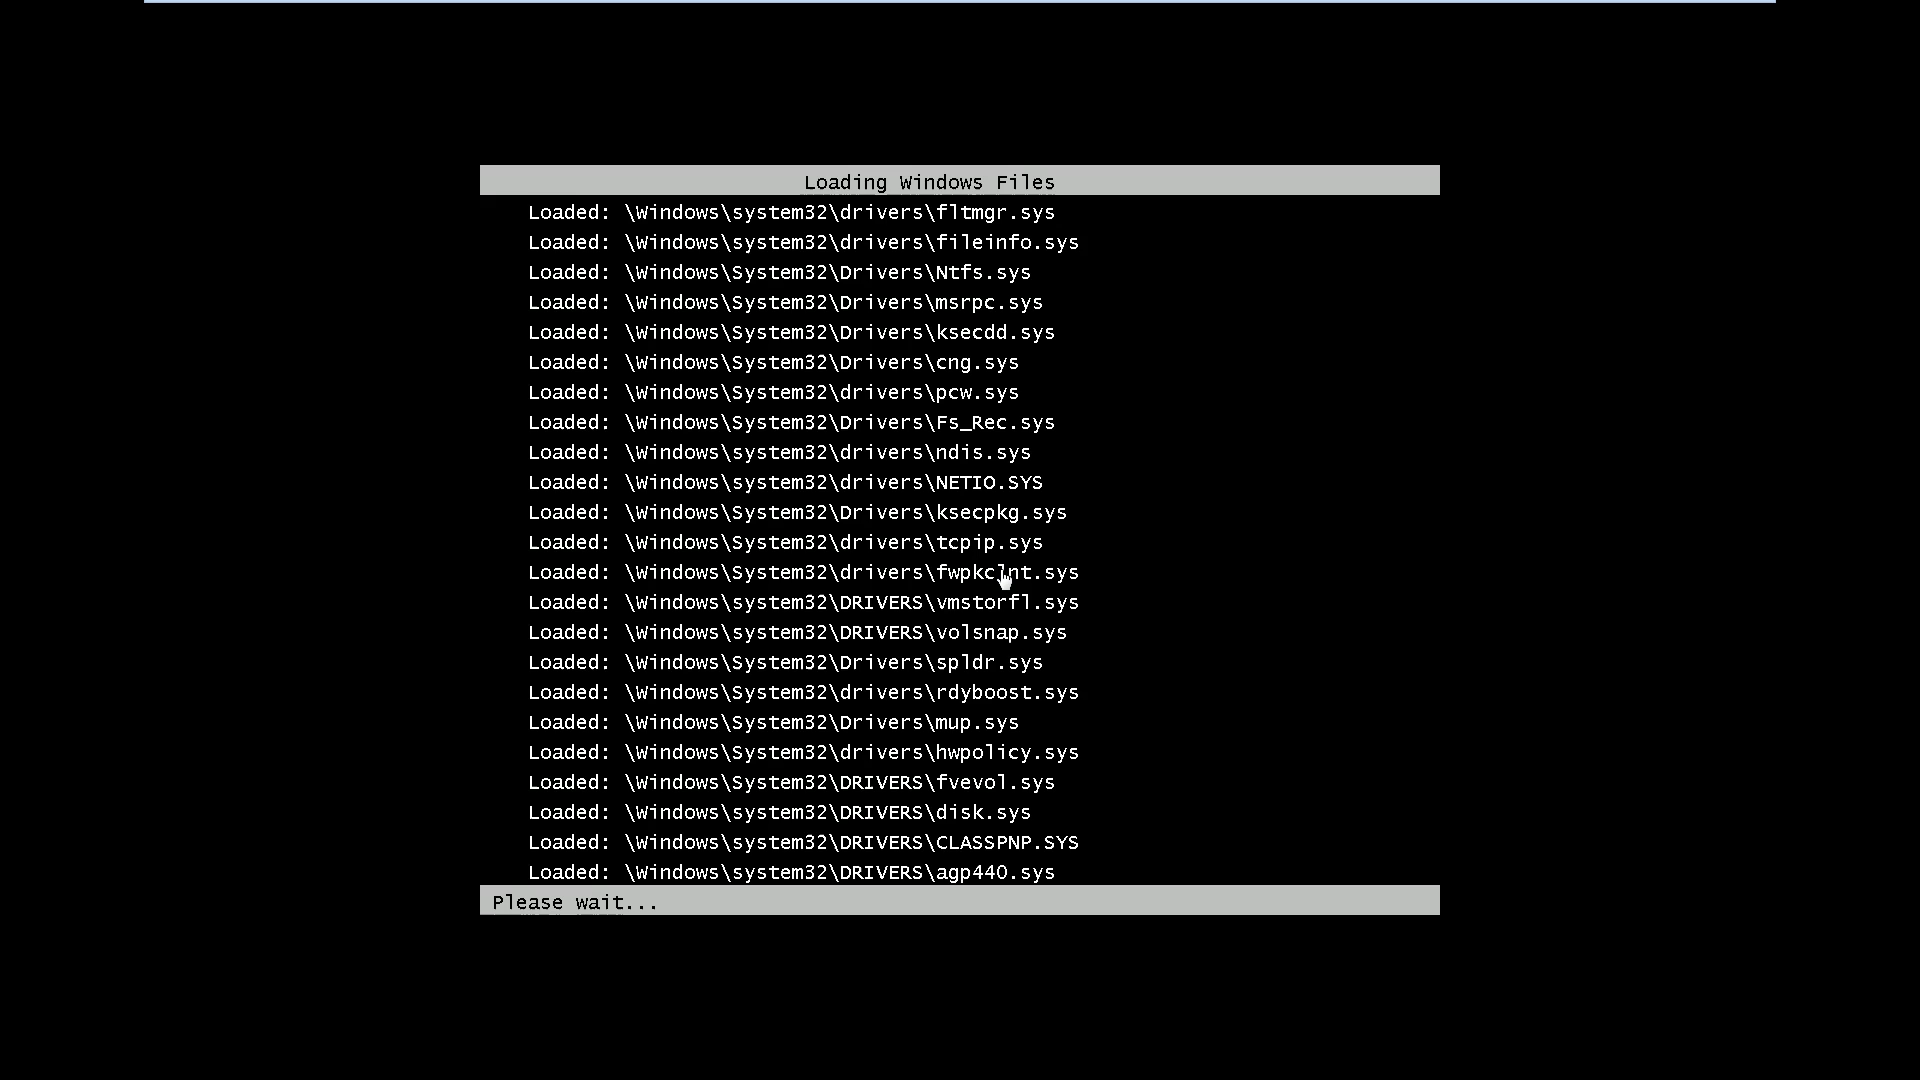 Loading Windows Files
Loaded: \Windows\system32\drivers\fltmgr.sys
Loaded: \Windows\system32\drivers\fileinfo.sys
Loaded: \Windows\System32\Drivers\Ntfs.sys
Loaded: \Windows\System32\Drivers\msrpc.sys
Loaded: \Windows\System32\Drivers\ksecdd.sys
Loaded: \Windows\System32\Drivers\cng.sys
Loaded: \Windows\System32\drivers\pcw.sys
Loaded: \Windows\System32\Drivers\Fs_Rec.sys
Loaded: \Windows\system32\drivers\ndis.sys
Loaded: \Windows\system32\drivers\NETIO.SYS
Loaded: \Windows\System32\Drivers\ksecpkg.sys
Loaded: \Windows\System32\drivers\tcpip.sys
Loaded: \Windows\System32\drivers\fwpkclnt.sys
Loaded: \Windows\system32\DRIVERS\vmstorfl.sys
Loaded: \Windows\system32\DRIVERS\volsnap.sys
Loaded: \Windows\System32\Drivers\spldr.sys
Loaded: \Windows\System32\drivers\rdyboost.sys
Loaded: \Windows\System32\Drivers\mup.sys
Loaded: \Windows\System32\drivers\hwpolicy.sys
Loaded: \Windows\System32\DRIVERS\fvevol.sys
Loaded: \Windows\system32\DRIVERS\disk.sys
Loaded: \Windows\system32\DRIVERS\CLASSPNP.SYS
Loaded: \Windows\system32\DRIVERS\agp440.sys
Please wait...